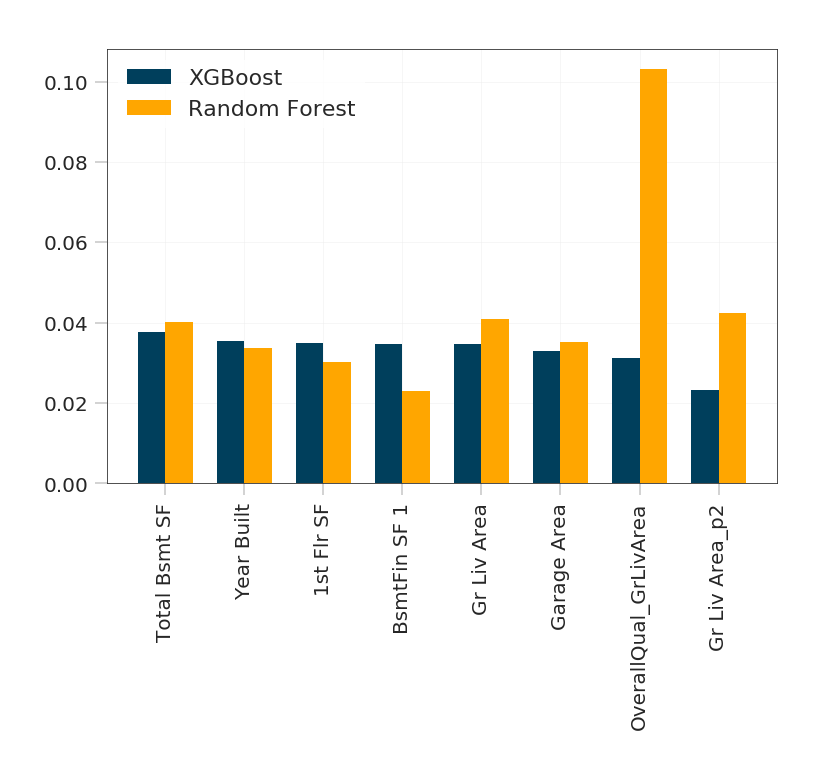 XGBoost
Random Forest
0.10
0.08
0.06
0.04
0.02
0.00
Total Bsmt SF
Year Built
1st Flr SF
BsmtFin SF 1
Gr Liv Area
Garage Area
OverallQual_GrLivArea
Gr Liv Area_p2